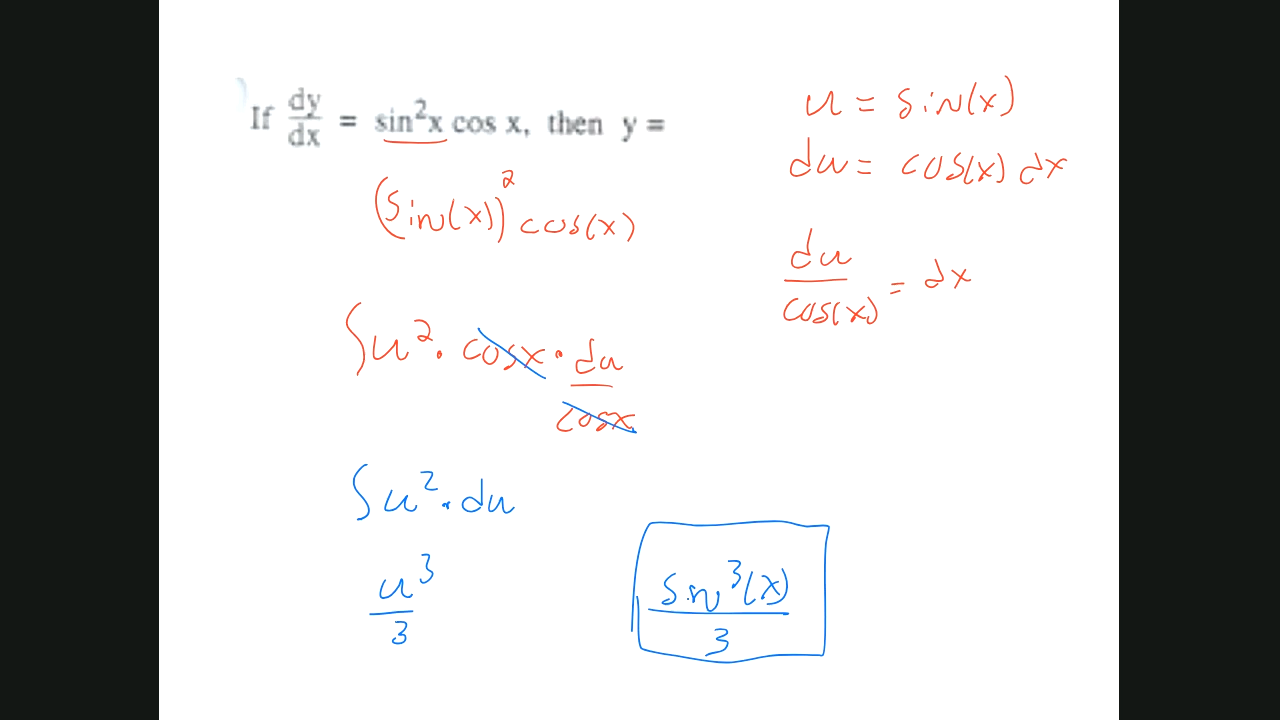 If dy/dx = sin²x cos x, then y =
(sin(x))² cos(x)
∫u² · cosx · du/cosx
∫u² · du
u³/3
u = sin(x)
du = cos(x) dx
du/cos(x) = dx
sin³(x)/3